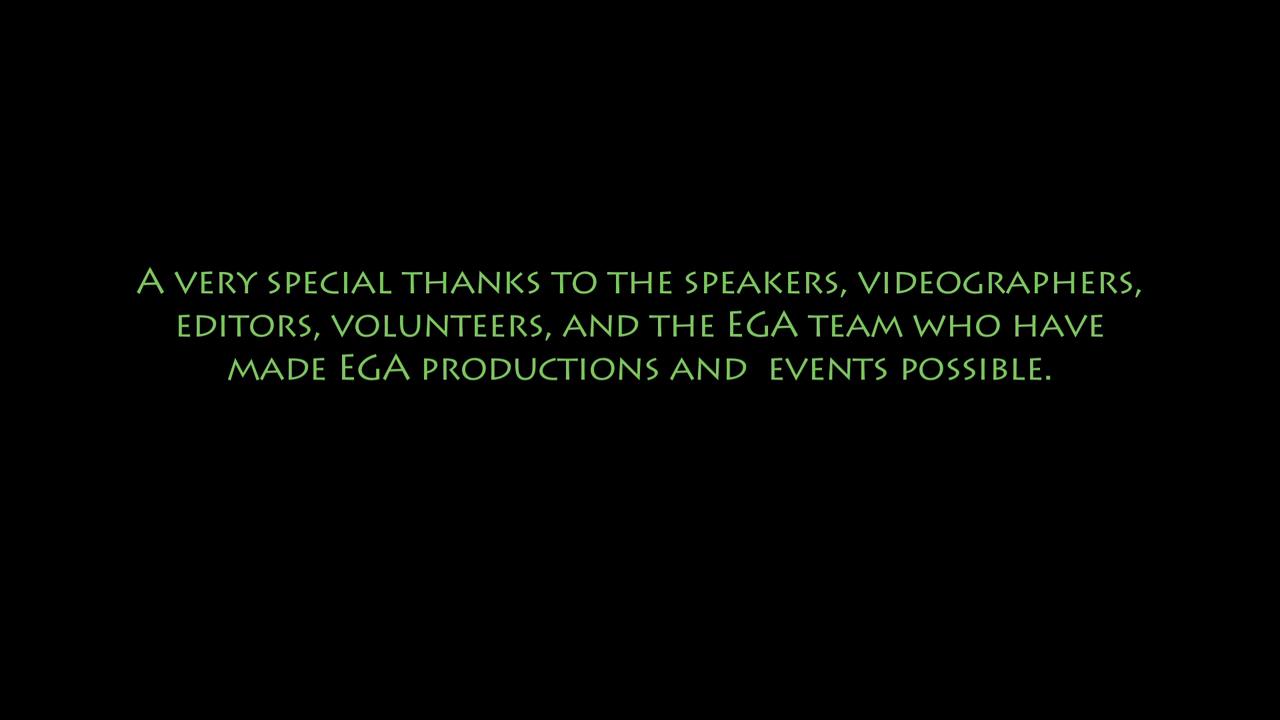 A very special thanks to the speakers, videographers,
editors, volunteers, and the EGA team who have
made EGA productions and  events possible.